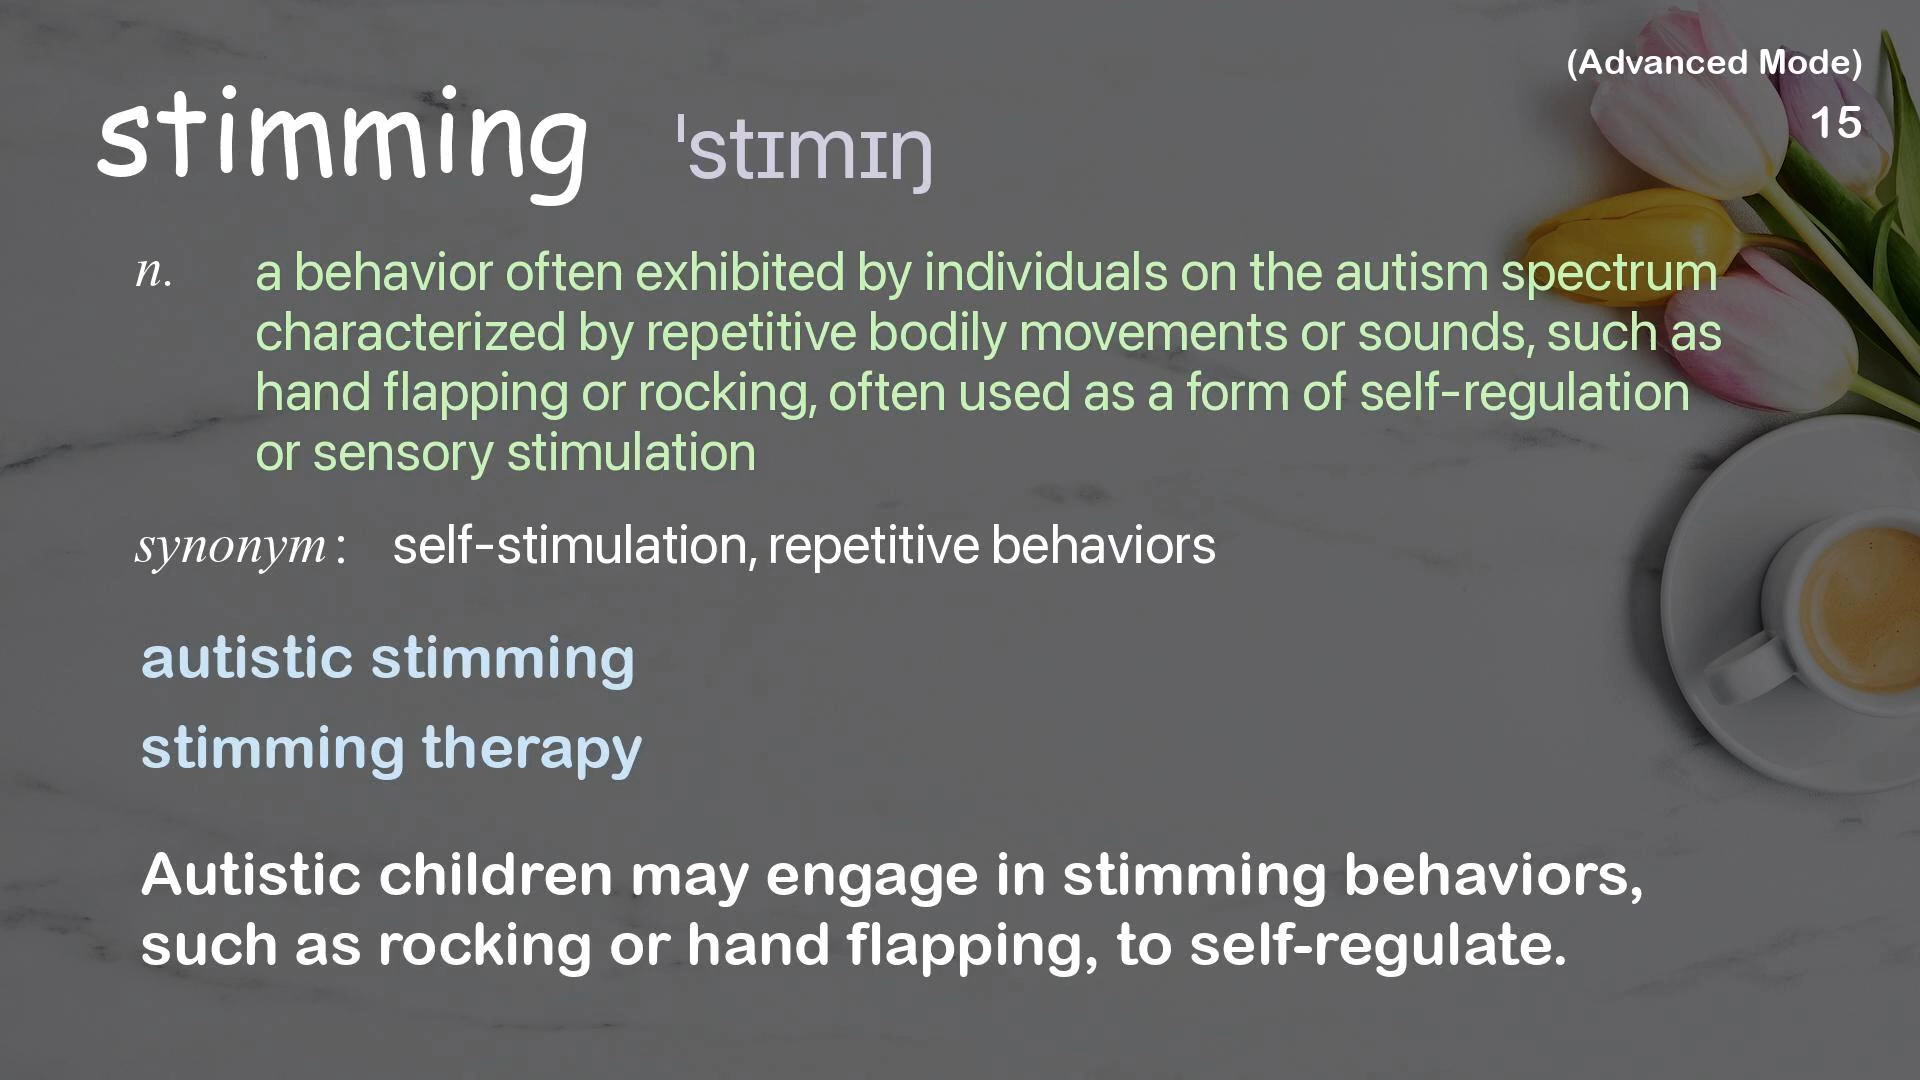 (Advanced Mode)
stimming ˈstɪmɪŋ
15
n. a behavior often exhibited by individuals on the autism spectrum
characterized by repetitive bodily movements or sounds, such as
hand flapping or rocking, often used as a form of self-regulation
or sensory stimulation
synonym: self-stimulation, repetitive behaviors
autistic stimming
stimming therapy
Autistic children may engage in stimming behaviors,
such as rocking or hand flapping, to self-regulate.